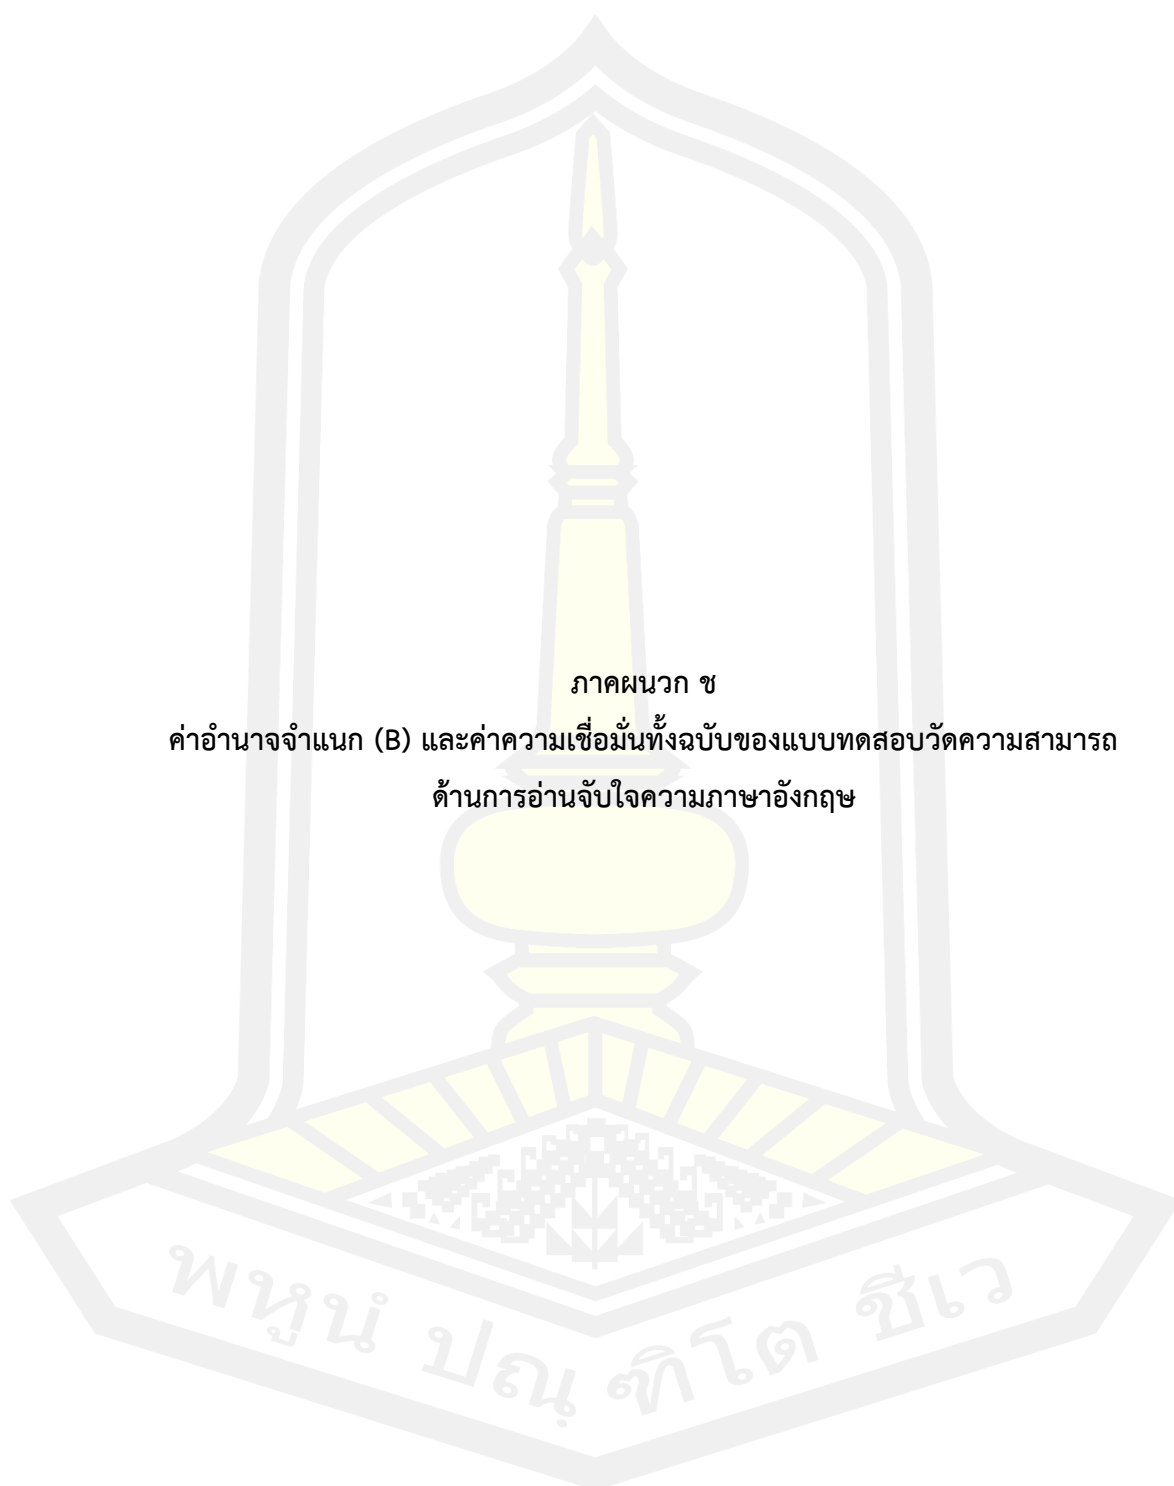 ภาคผนวก ช
ค่าอำนาจจำแนก (B) และค่าความเชื่อมั่นทั้งฉบับของแบบทดสอบวัดความสามารถ
ด้านการอ่านจับใจความภาษาอังกฤษ
พหูนํ ปณฺ ฑิโต ชีเว